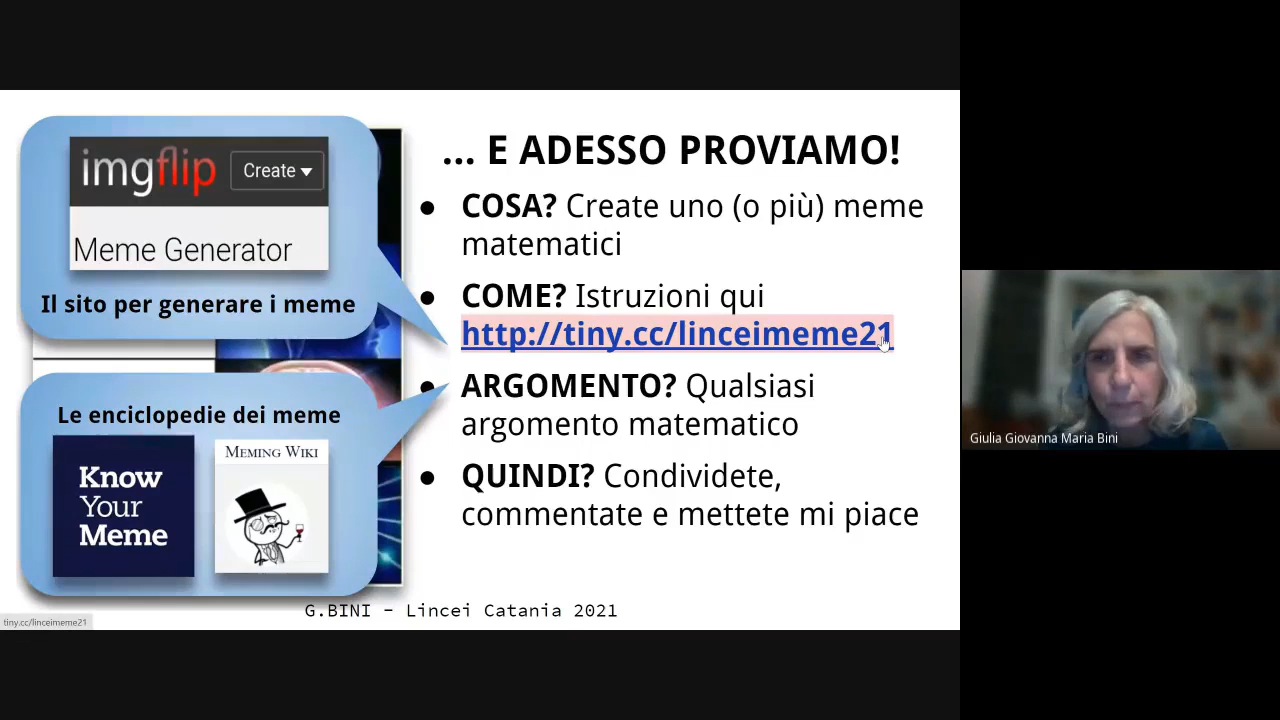 imgflip
Create
Meme Generator
Il sito per generare i meme
Le enciclopedie dei meme
Know
Your
Meme
MEMING WIKI
... E ADESSO PROVIAMO!
● COSA? Create uno (o più) meme
matematici
● COME? Istruzioni qui
http://tiny.cc/linceimeme21
● ARGOMENTO? Qualsiasi
argomento matematico
● QUINDI? Condividete,
commentate e mettete mi piace
G.BINI - Lincei Catania 2021
tiny.cc/linceimeme21
Giulia Giovanna Maria Bini